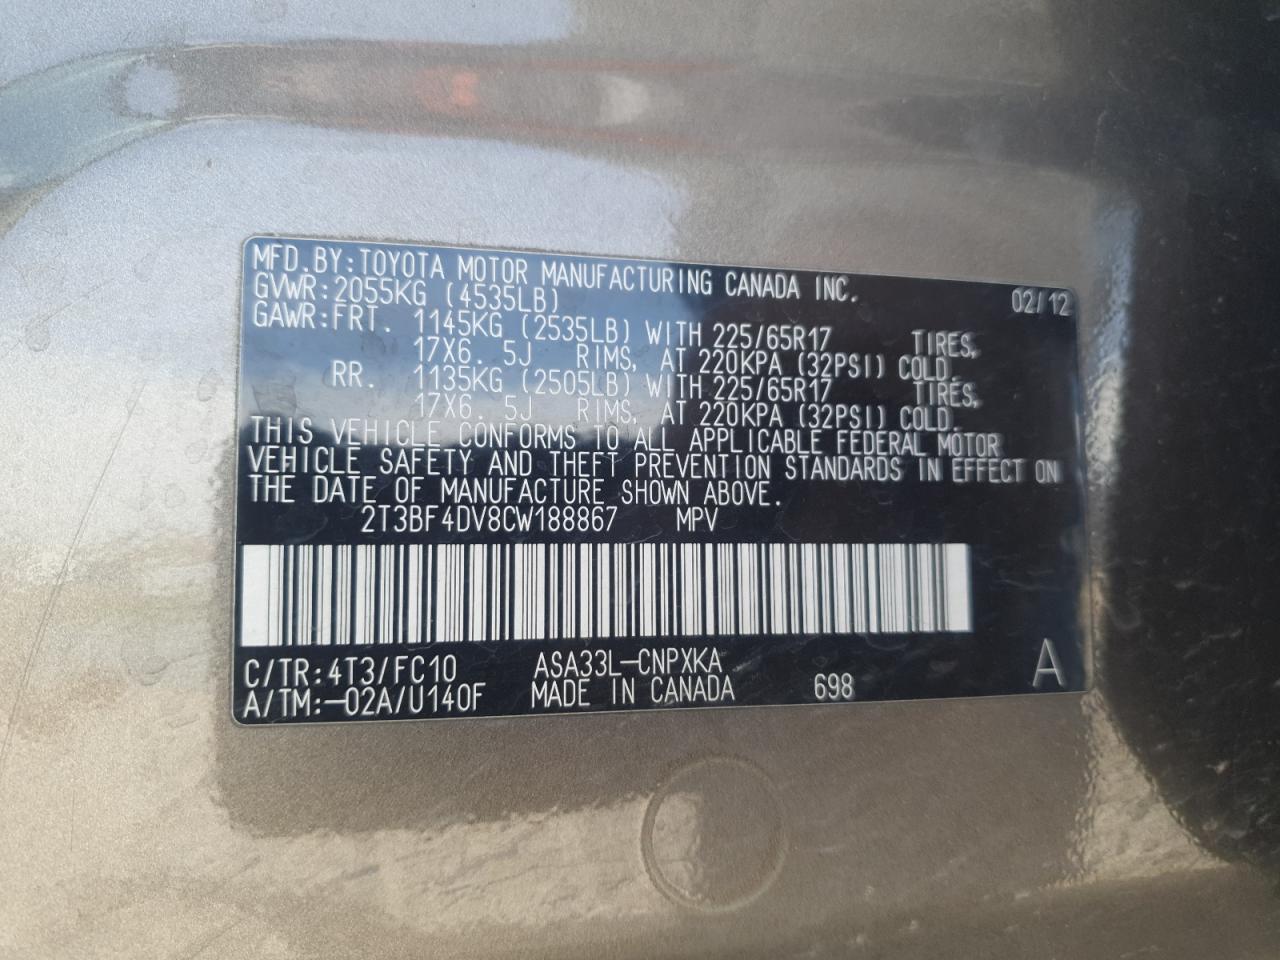 MFD.BY:TOYOTA MOTOR MANUFACTURING CANADA INC.
GVWR:2055KG (4535LB) 02/12
GAWR:FRT. 1145KG (2535LB) WITH 225/65R17 TIRES,
17X6.5J RIMS, AT 220KPA (32PSI) COLD.
RR. 1135KG (2505LB) WITH 225/65R17 TIRES,
17X6.5J RIMS, AT 220KPA (32PSI) COLD.
THIS VEHICLE CONFORMS TO ALL APPLICABLE FEDERAL MOTOR
VEHICLE SAFETY AND THEFT PREVENTION STANDARDS IN EFFECT ON
THE DATE OF MANUFACTURE SHOWN ABOVE.
2T3BF4DV8CW188867 MPV
C/TR:4T3/FC10 ASA33L-CNPXKA A
A/TM:-02A/U140F MADE IN CANADA 698